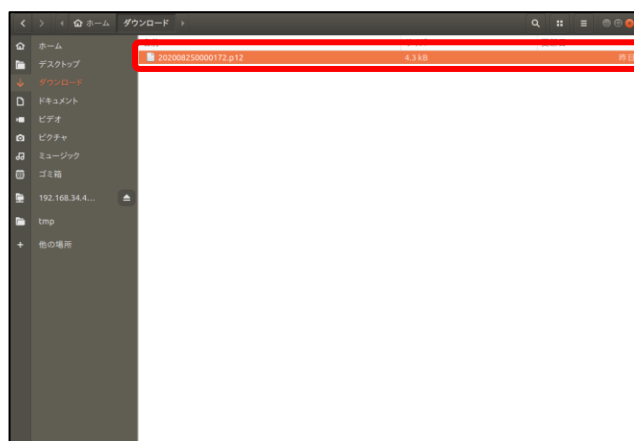 ホーム ダウンロード
ホーム
デスクトップ
ダウンロード
ドキュメント
ビデオ
ピクチャ
ミュージック
ゴミ箱
192.168.34.4...
tmp
他の場所
202008250000172.p12 4.3 kB 昨日